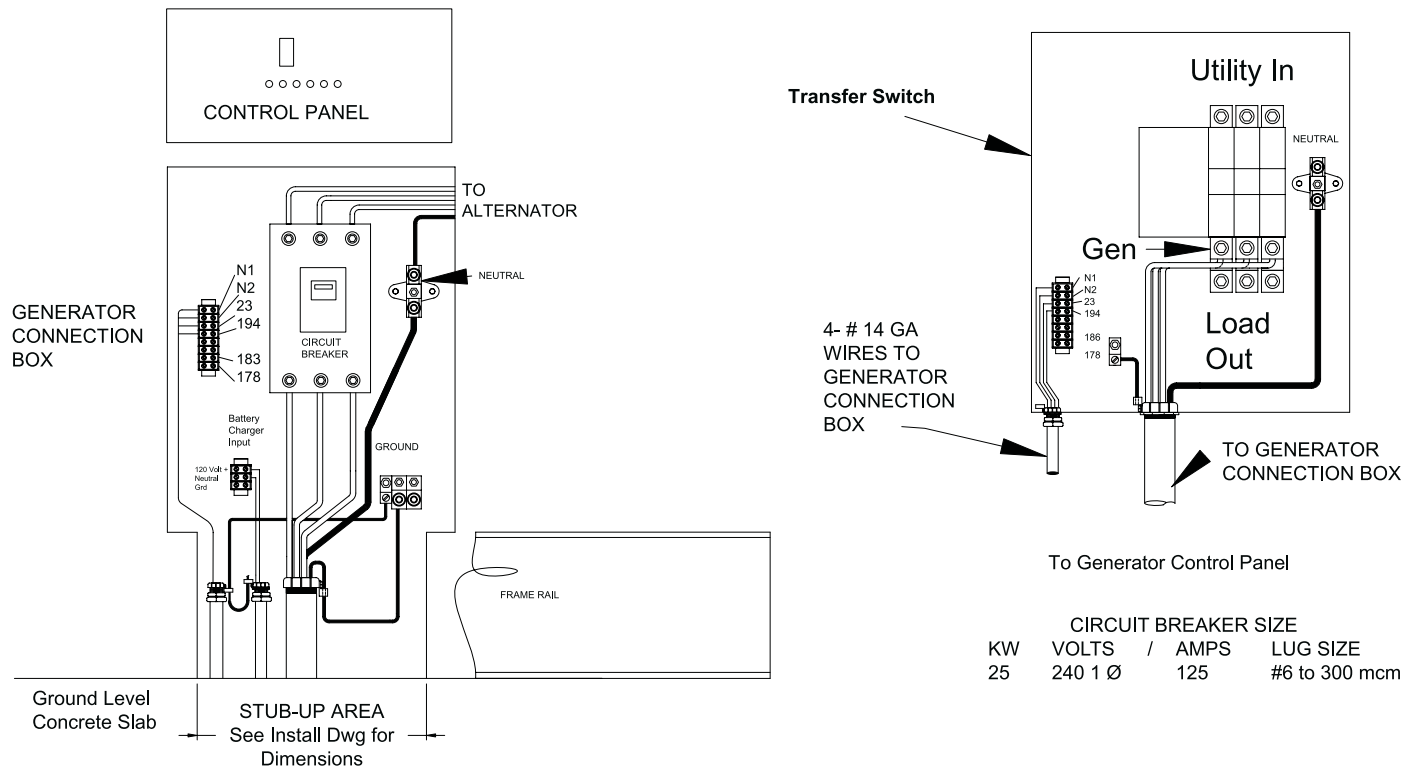 CONTROL PANEL
TO
ALTERNATOR
N1
N2
23
194
183
178
GENERATOR
CONNECTION
BOX
CIRCUIT
BREAKER
NEUTRAL
Battery
Charger
Input
120 Volt +
Neutral
Grd
GROUND
FRAME RAIL
Ground Level
Concrete Slab
STUB-UP AREA
See Install Dwg for
Dimensions
Transfer Switch
Utility In
NEUTRAL
Gen
N1
N2
23
194
186
178
Load
Out
4- # 14 GA
WIRES TO
GENERATOR
CONNECTION
BOX
TO GENERATOR
CONNECTION BOX
To Generator Control Panel
CIRCUIT BREAKER SIZE
KW VOLTS / AMPS LUG SIZE
25 240 1 Ø 125 #6 to 300 mcm